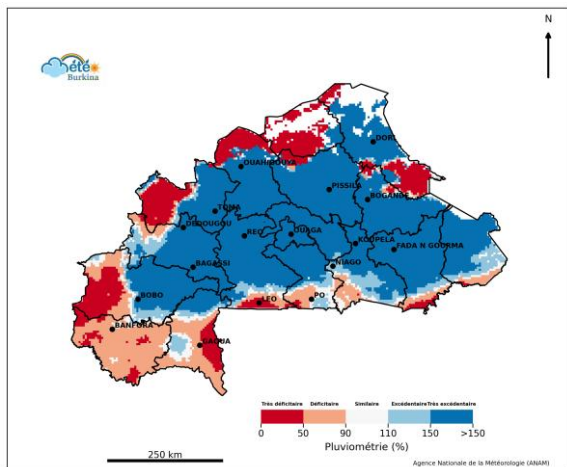 N
Météo
Burkina
DORI
OUAHIGOUYA
PISSILA
BOGANDE
TOMA
DEDOUGOU
REO
OUAGA
KOUPELA
FADA N GOURMA
BAGASSI
NIAGO
BOBO
LEO
PO
BANFORA
GAOUA
Très déficitaire Déficitaire Similaire Excédentaire Très excédentaire
0 50 90 110 150 >150
Pluviométrie (%)
250 km
Agence Nationale de la Météorologie (ANAM)